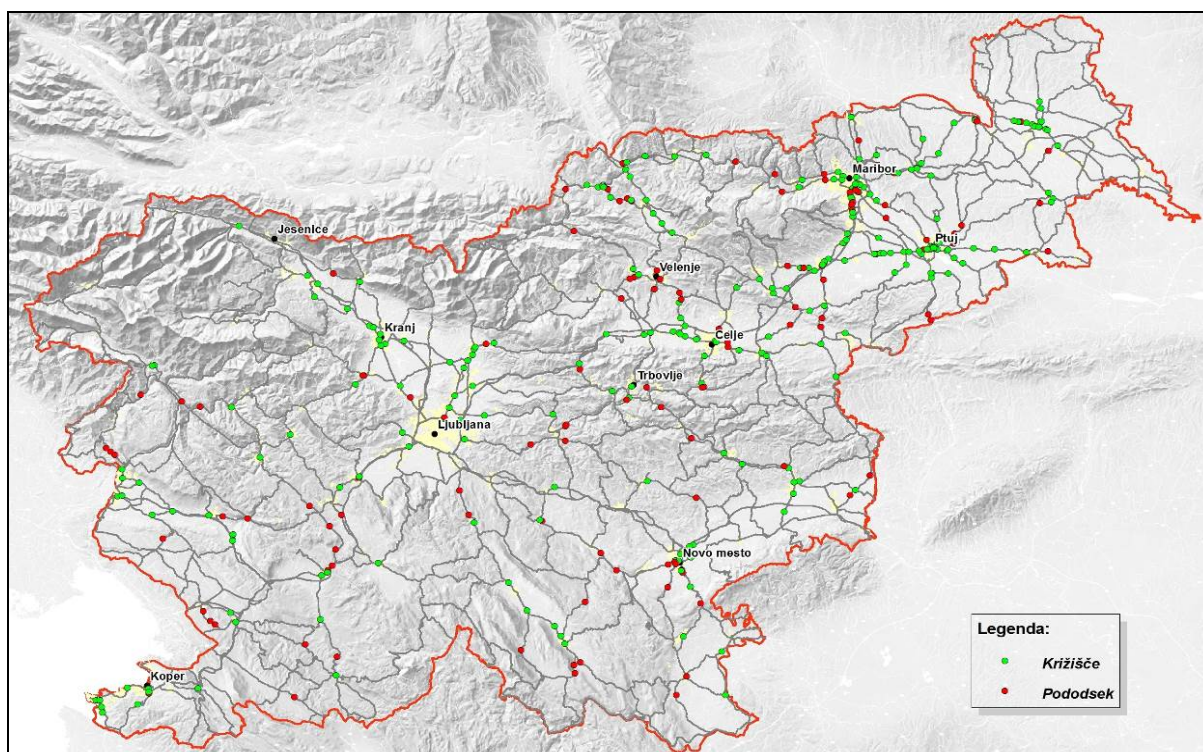 Maribor
Jesenice
Ptuj
Velenje
Kranj
Celje
Trbovlje
Ljubljana
Novo mesto
Koper
Legenda:
Križišče
Pododsek